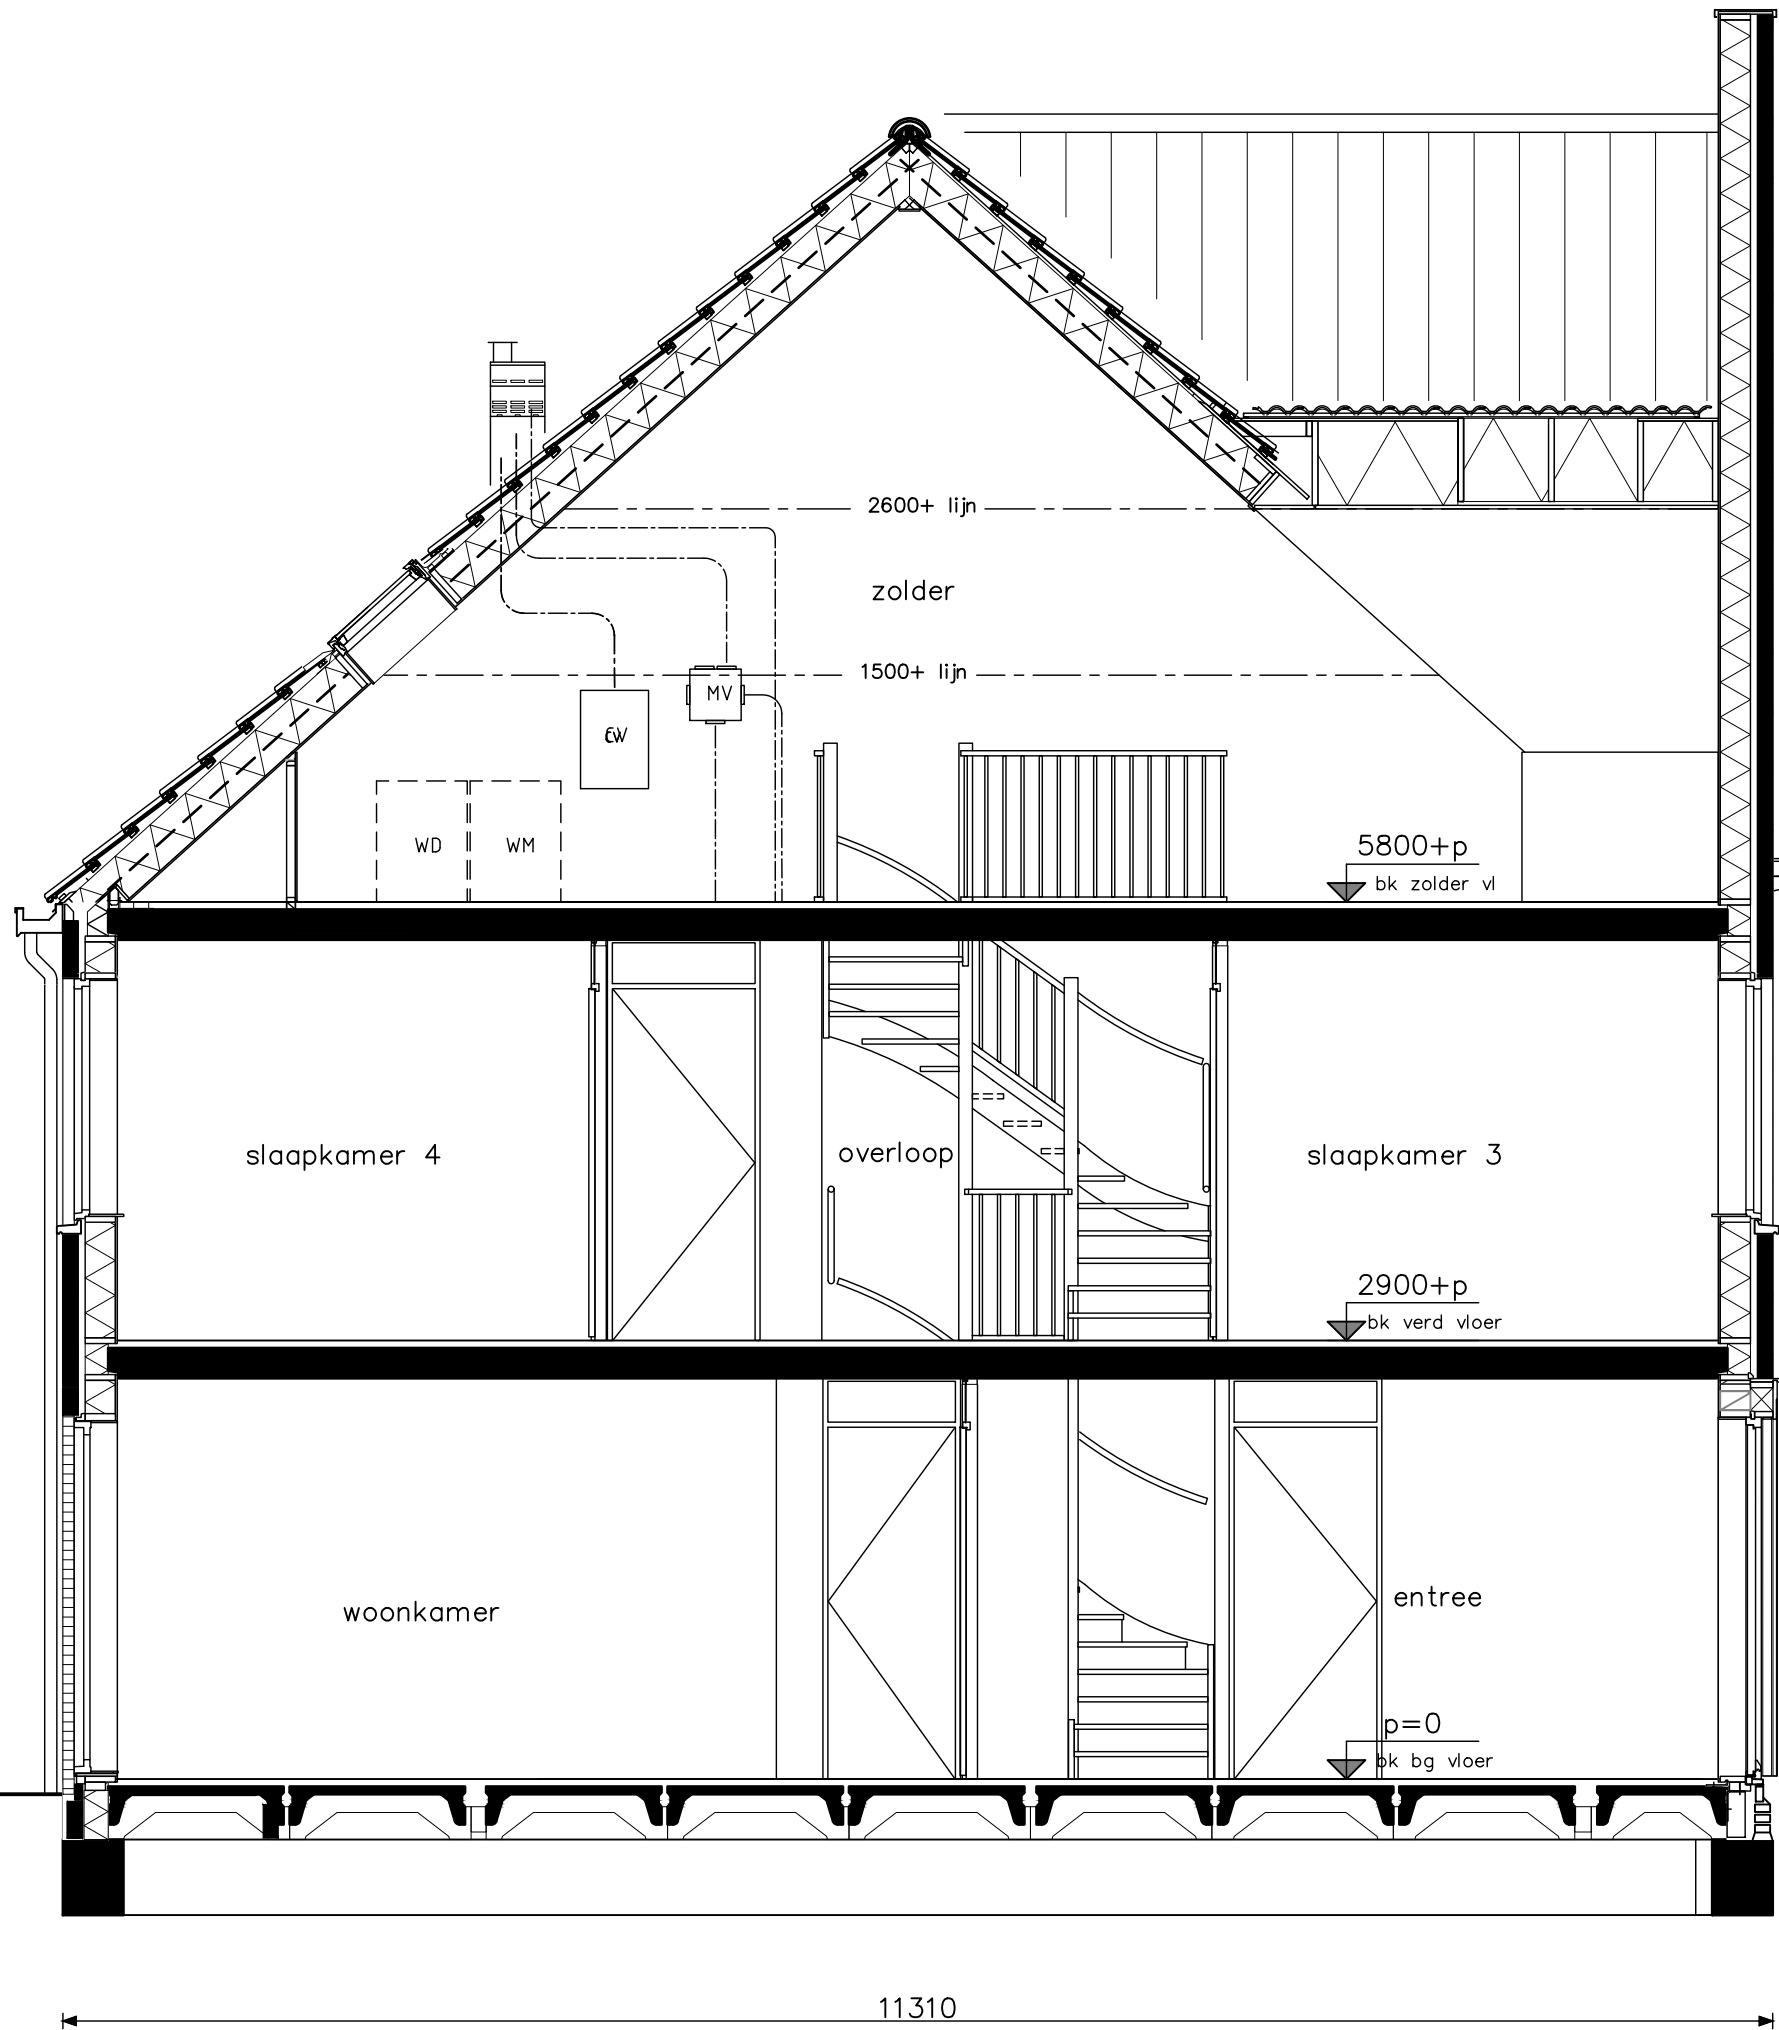 2600+ lijn
zolder
1500+ lijn
MV
WD
WM
5800+p
bk zolder vl
slaapkamer 4
overloop
slaapkamer 3
2900+p
bk verd vloer
woonkamer
entree
p=0
bk bg vloer
11310